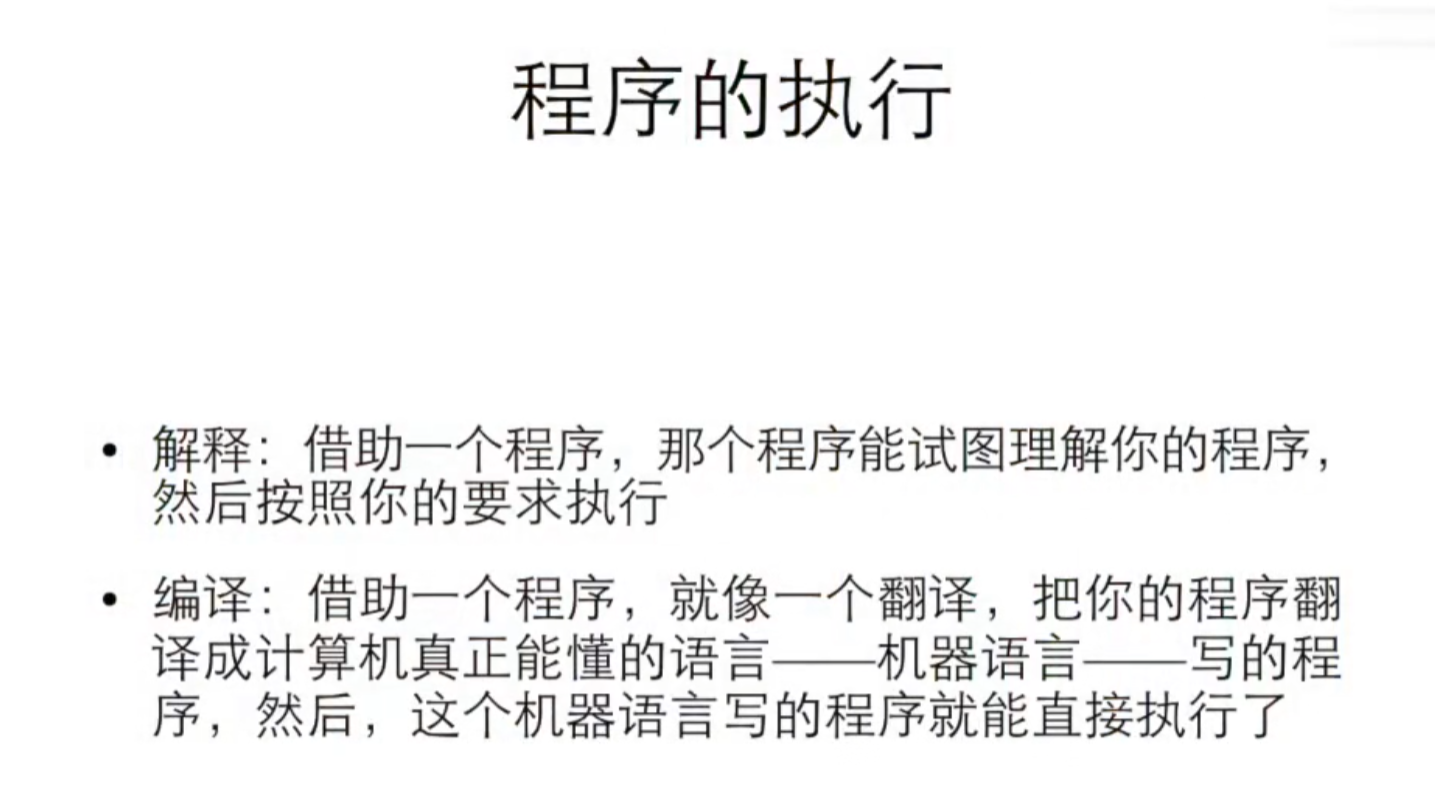 程序的执行
• 解释：借助一个程序，那个程序能试图理解你的程序，
然后按照你的要求执行
• 编译：借助一个程序，就像一个翻译，把你的程序翻
译成计算机真正能懂的语言——机器语言——写的程
序，然后，这个机器语言写的程序就能直接执行了